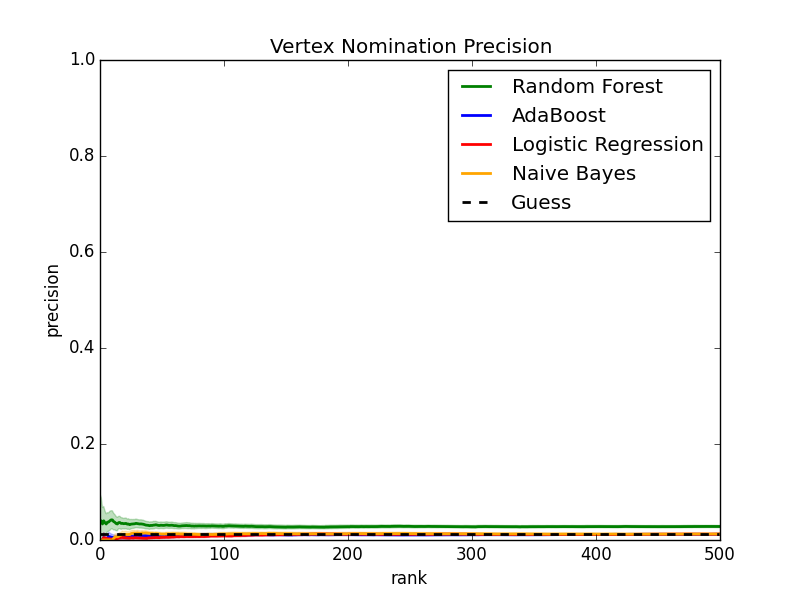 Vertex Nomination Precision
1.0
0.8
0.6
0.4
0.2
0.0
precision
Random Forest
AdaBoost
Logistic Regression
Naive Bayes
Guess
0 100 200 300 400 500
rank